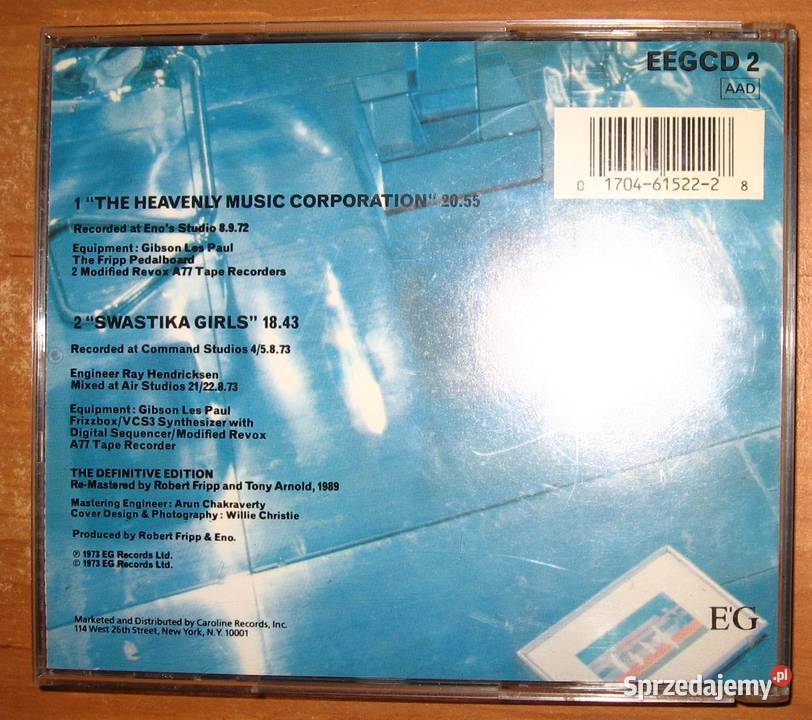 EEGCD 2
AAD
0 1704-61522-2 8
1 "THE HEAVENLY MUSIC CORPORATION" 20.55
Recorded at Eno's Studio 8.9.72
Equipment: Gibson Les Paul
The Fripp Pedalboard
2 Modified Revox A77 Tape Recorders
2 "SWASTIKA GIRLS" 18.43
Recorded at Command Studios 4/5.8.73
Engineer Ray Hendricksen
Mixed at Air Studios 21/22.8.73
Equipment: Gibson Les Paul
Frizzbox/VCS3 Synthesizer with
Digital Sequencer/Modified Revox
A77 Tape Recorder
THE DEFINITIVE EDITION
Re-Mastered by Robert Fripp and Tony Arnold, 1989
Mastering Engineer: Arun Chakraverty
Cover Design & Photography: Willie Christie
Produced by Robert Fripp & Eno.
℗ 1973 EG Records Ltd.
© 1973 EG Records Ltd.
Marketed and Distributed by Caroline Records, Inc.
114 West 26th Street, New York, N.Y. 10001
E'G
Sprzedajemy.pl